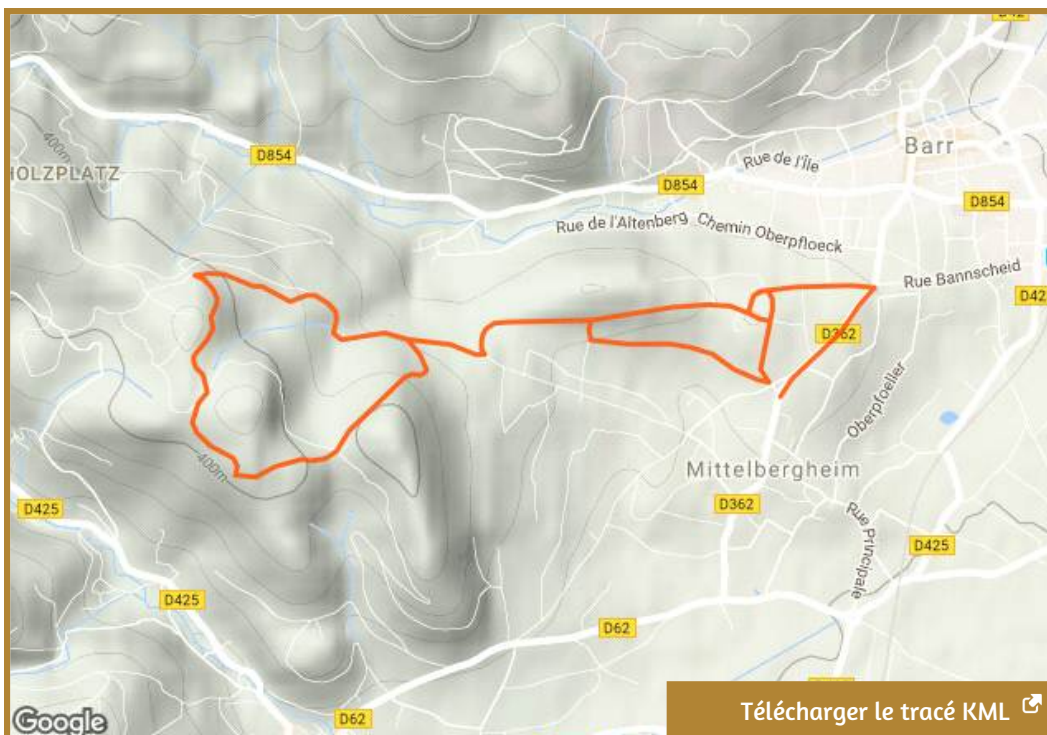 D42
400m
HOLZPLATZ
D854
Rue de l'Île
Barr
D854
D854
Rue de l'Altenberg
Chemin Oberpfloeck
Rue Bannscheid
D42
D362
Oberpfoeller
400m
Mittelbergheim
D425
D362
Rue Principale
D425
D425
D62
D62
Google
Télécharger le tracé KML